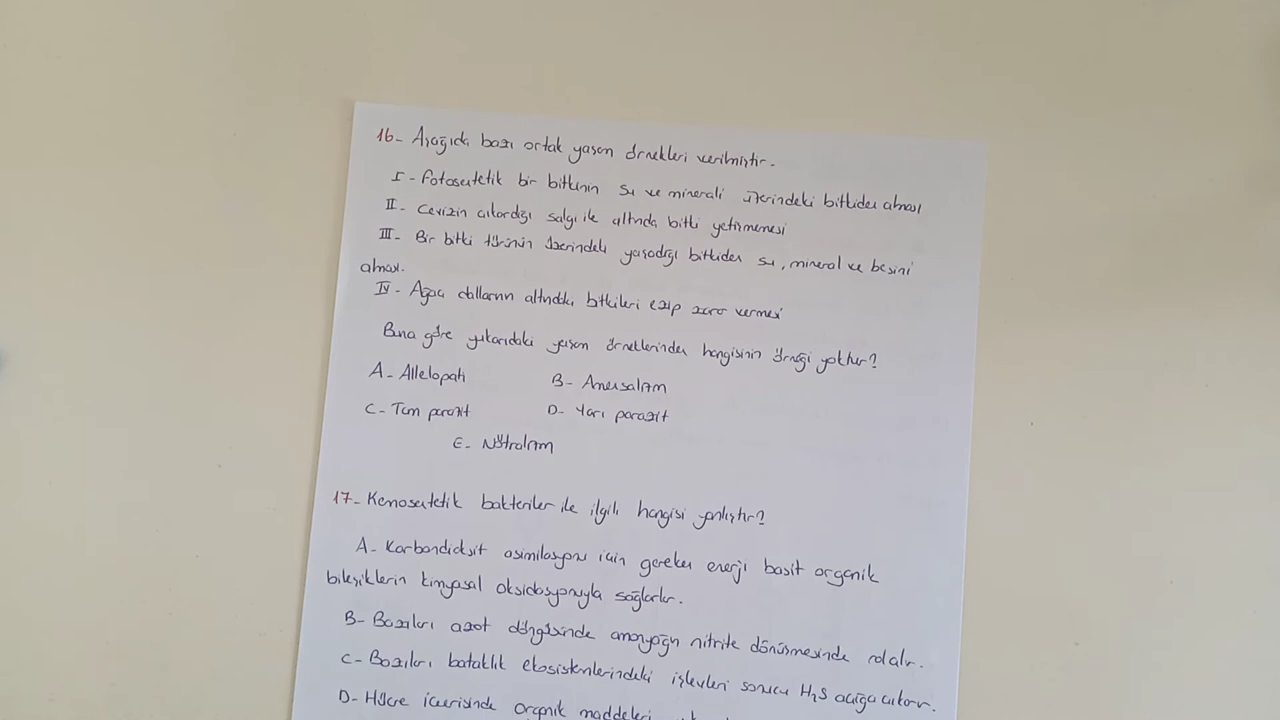 16- Aşağıda bazı ortak yaşam örnekleri verilmiştir.
I- Fotosentetik bir bitkinin su ve minerali üzerindeki bitkiden alması
II- Cevizin çıkardığı salgı ile altında bitki yetişmemesi
III- Bir bitki türünün üzerindeki yaşadığı bitkiden su, mineral ve besini
alması.
IV- Ağaç dallarının altındaki bitkileri ezip zarar vermesi
Buna göre yukarıdaki yaşam örneklerinden hangisinin örneği yoktur?
A- Allelopati B- Amensalizm
C- Tam parazit D- Yarı parazit
E- Nötralizm
17- Kemosentetik bakteriler ile ilgili hangisi yanlıştır?
A- Karbondioksit asimilasyonu için gereken enerji basit organik
bileşiklerin kimyasal oksidasyonuyla sağlarlar.
B- Bazıları azot döngüsünde amonyağın nitrite dönüşmesinde rol alır.
C- Bazıları bataklık ekosistemlerindeki işlevleri sonucu H₂S açığa çıkarır.
D- Hücre içerisinde organik maddeleri